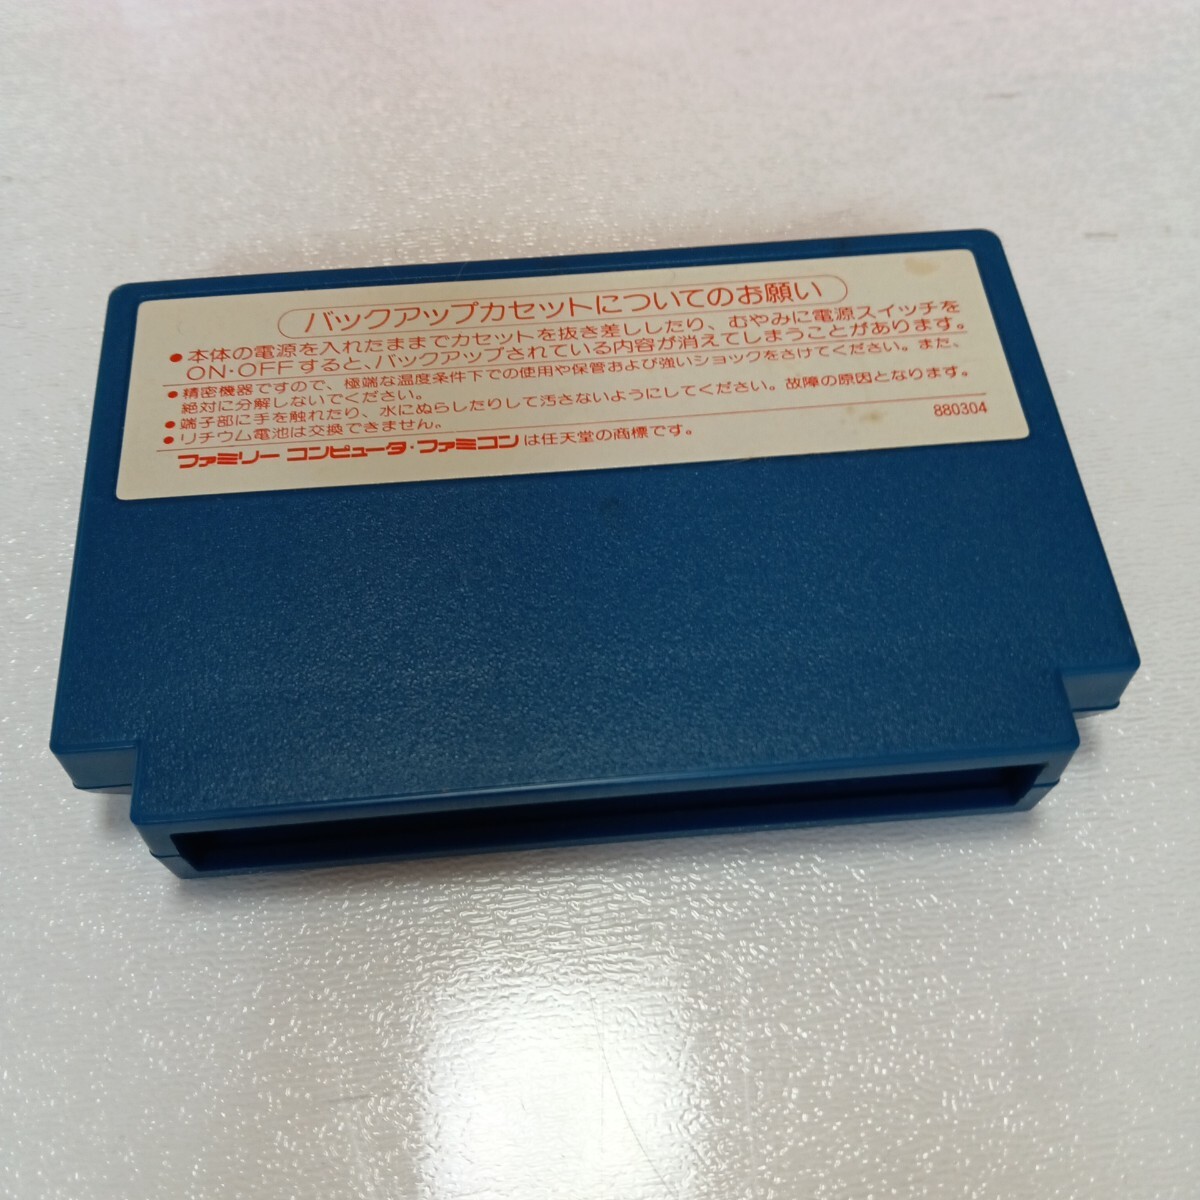 バックアップカセットについてのお願い
●本体の電源を入れたままでカセットを抜き差ししたり、むやみに電源スイッチを
ON・OFFすると、バックアップされている内容が消えてしまうことがあります。
●精密機器ですので、極端な温度条件下での使用や保管および強いショックをさけてください。また、
絶対に分解しないでください。
●端子部に手を触れたり、水にぬらしたりして汚さないようにしてください。故障の原因となります。
●リチウム電池は交換できません。
880304
ファミリー コンピュータ・ファミコンは任天堂の商標です。